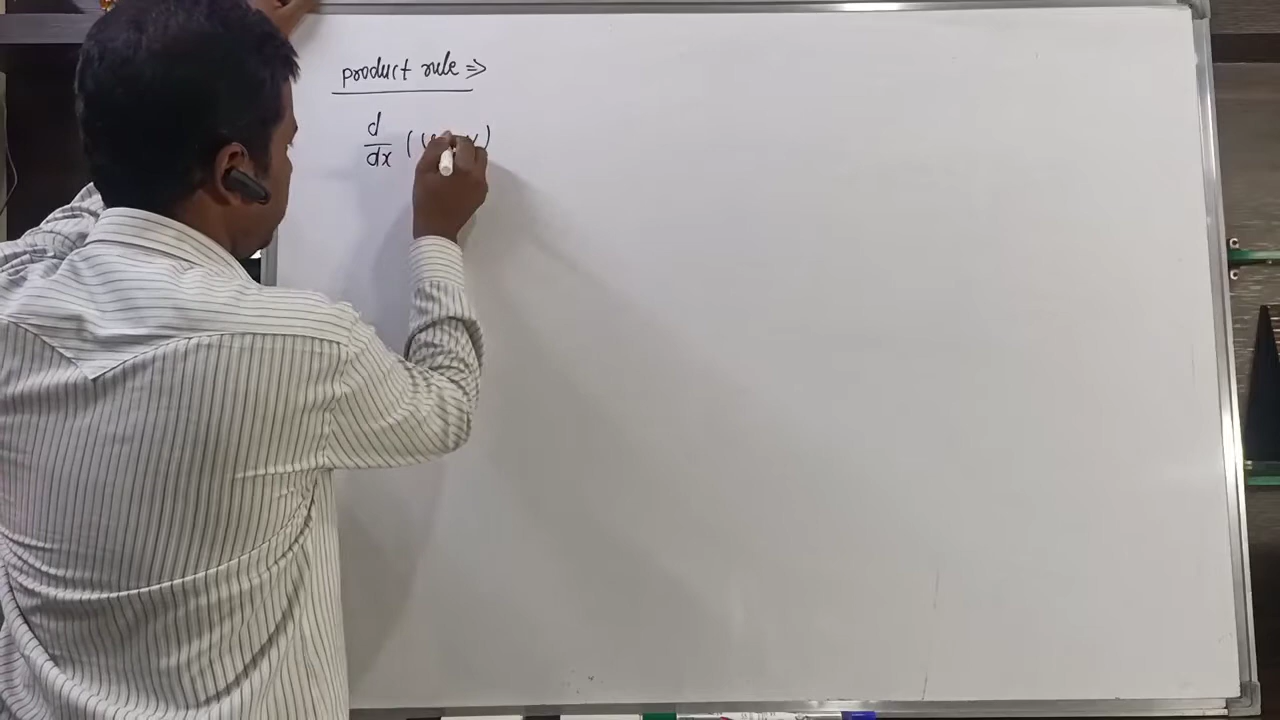 product rule ⇒
d/dx (u v)